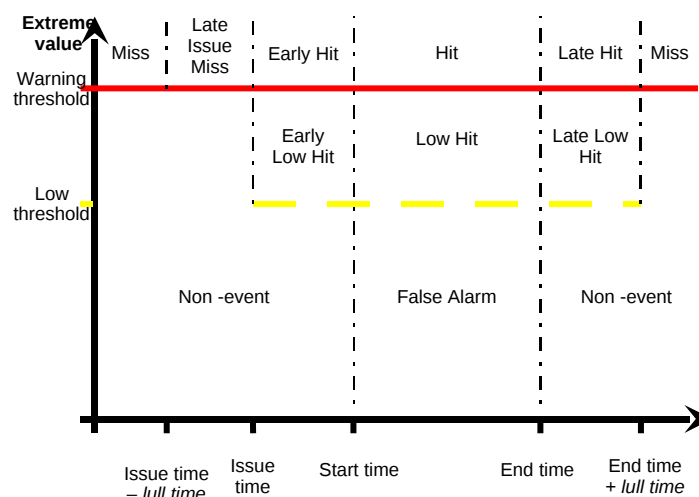 Extreme
value
Miss
Late
Issue
Miss
Early Hit
Hit
Late Hit
Miss
Warning
threshold
Early
Low Hit
Low Hit
Late Low
Hit
Low
threshold
Non -event
False Alarm
Non -event
Issue time
– lull time
Issue
time
Start time
End time
End time
+ lull time